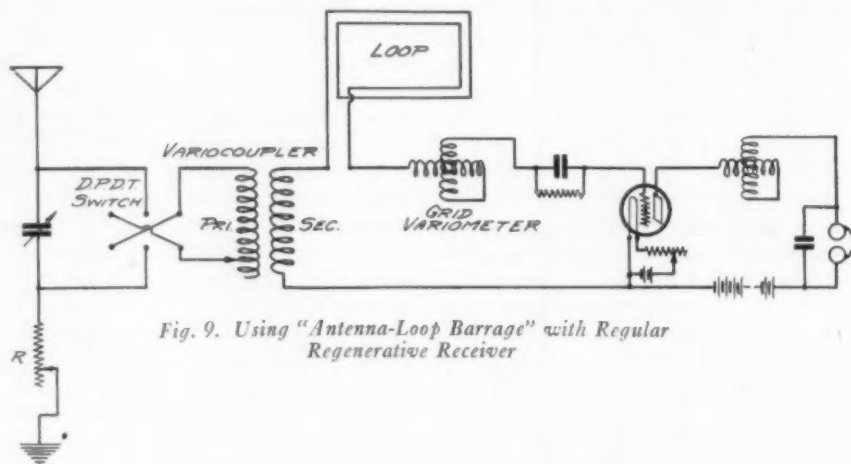 LOOP
VARIOCOUPLER
D.P.D.T.
SWITCH
PRI.
SEC.
GRID
VARIOMETER
R
Fig. 9. Using "Antenna-Loop Barrage" with Regular
Regenerative Receiver